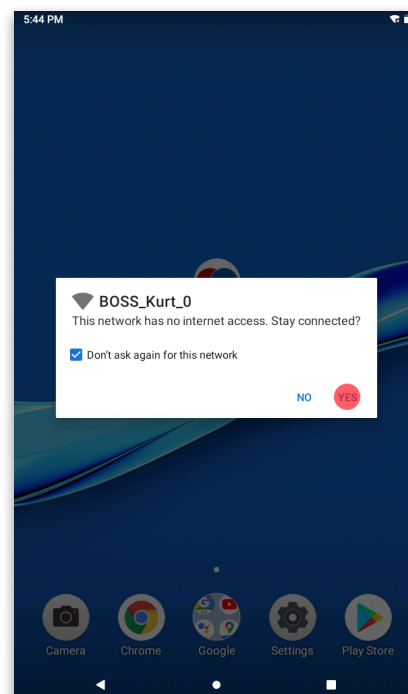 5:44 PM
BOSS_Kurt_0
This network has no internet access. Stay connected?
Don't ask again for this network
NO
YES
Camera
Chrome
Google
Settings
Play Store